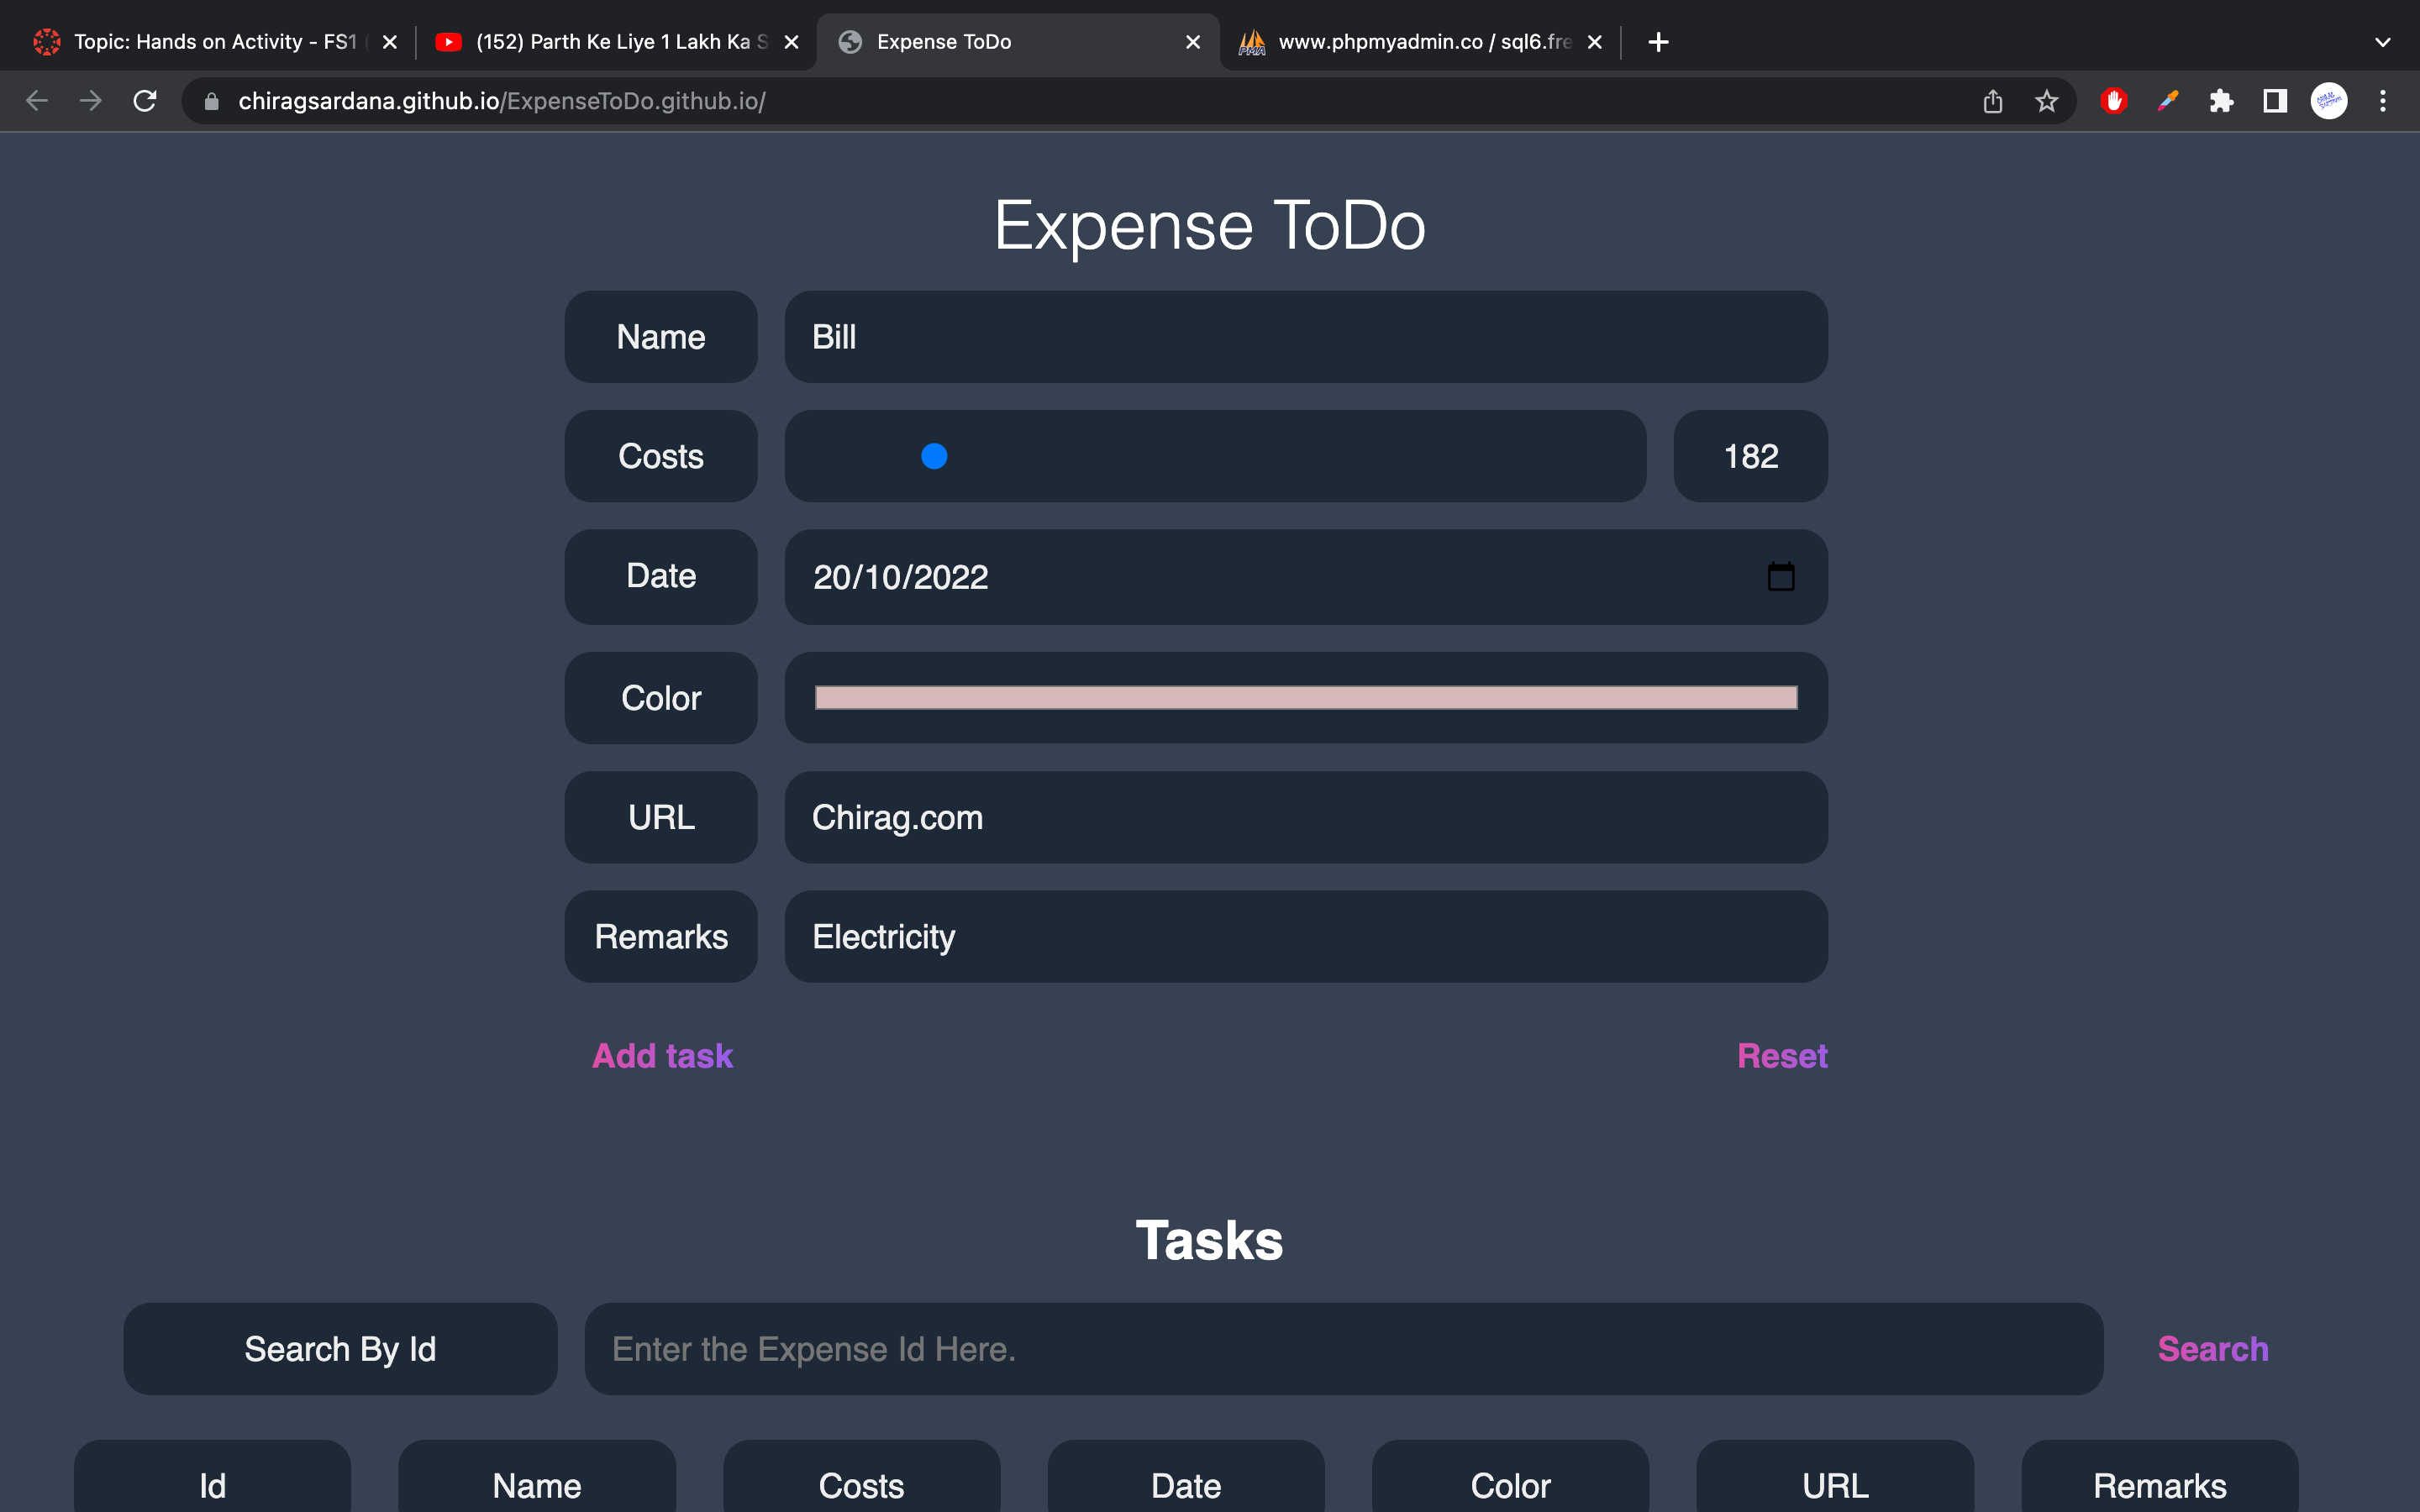 Topic: Hands on Activity - FS1
(152) Parth Ke Liye 1 Lakh Ka S
Expense ToDo
www.phpmyadmin.co / sql6.fre
chiragsardana.github.io/ExpenseToDo.github.io/
Expense ToDo
Name
Bill
Costs
182
Date
20/10/2022
Color
URL
Chirag.com
Remarks
Electricity
Add task
Reset
Tasks
Search By Id
Enter the Expense Id Here.
Search
Id
Name
Costs
Date
Color
URL
Remarks